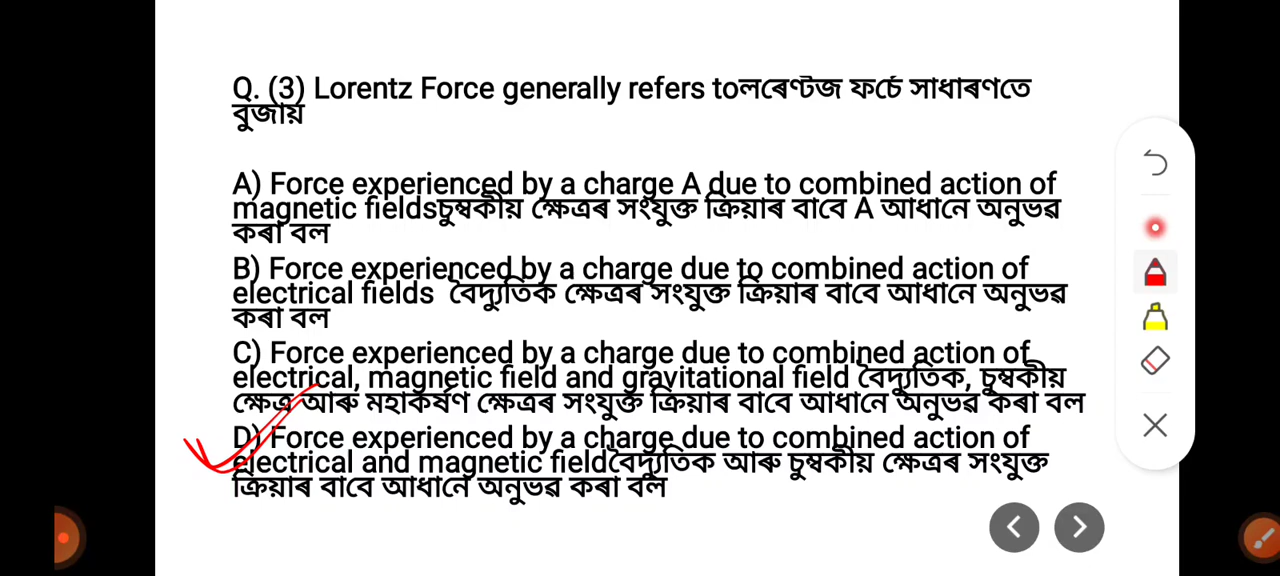 Q. (3) Lorentz Force generally refers toলৰেণ্টজ ফৰ্চে সাধাৰণতে
বুজায়
A) Force experienced by a charge A due to combined action of
magnetic fieldsচুম্বকীয় ক্ষেত্ৰৰ সংযুক্ত ক্ৰিয়াৰ বাবে A আধানে অনুভৱ
কৰা বল
B) Force experienced by a charge due to combined action of
electrical fields বৈদ্যুতিক ক্ষেত্ৰৰ সংযুক্ত ক্ৰিয়াৰ বাবে আধানে অনুভৱ
কৰা বল
C) Force experienced by a charge due to combined action of
electrical, magnetic field and gravitational field বৈদ্যুতিক, চুম্বকীয়
ক্ষেত্ৰ আৰু মহাকৰ্ষণ ক্ষেত্ৰৰ সংযুক্ত ক্ৰিয়াৰ বাবে আধানে অনুভৱ কৰা বল
D) Force experienced by a charge due to combined action of
electrical and magnetic fieldবৈদ্যুতিক আৰু চুম্বকীয় ক্ষেত্ৰৰ সংযুক্ত
ক্ৰিয়াৰ বাবে আধানে অনুভৱ কৰা বল